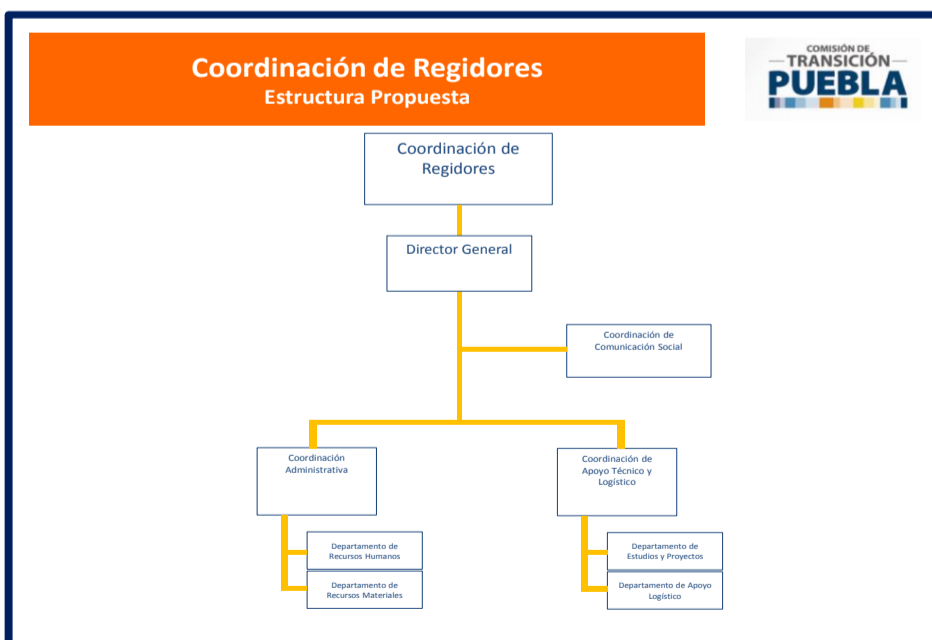 Coordinación de Regidores
Estructura Propuesta
COMISIÓN DE
TRANSICIÓN
PUEBLA
Coordinación de
Regidores
Director General
Coordinación de
Comunicación Social
Coordinación
Administrativa
Coordinación de
Apoyo Técnico y
Logístico
Departamento de
Recursos Humanos
Departamento de
Recursos Materiales
Departamento de
Estudios y Proyectos
Departamento de Apoyo
Logístico